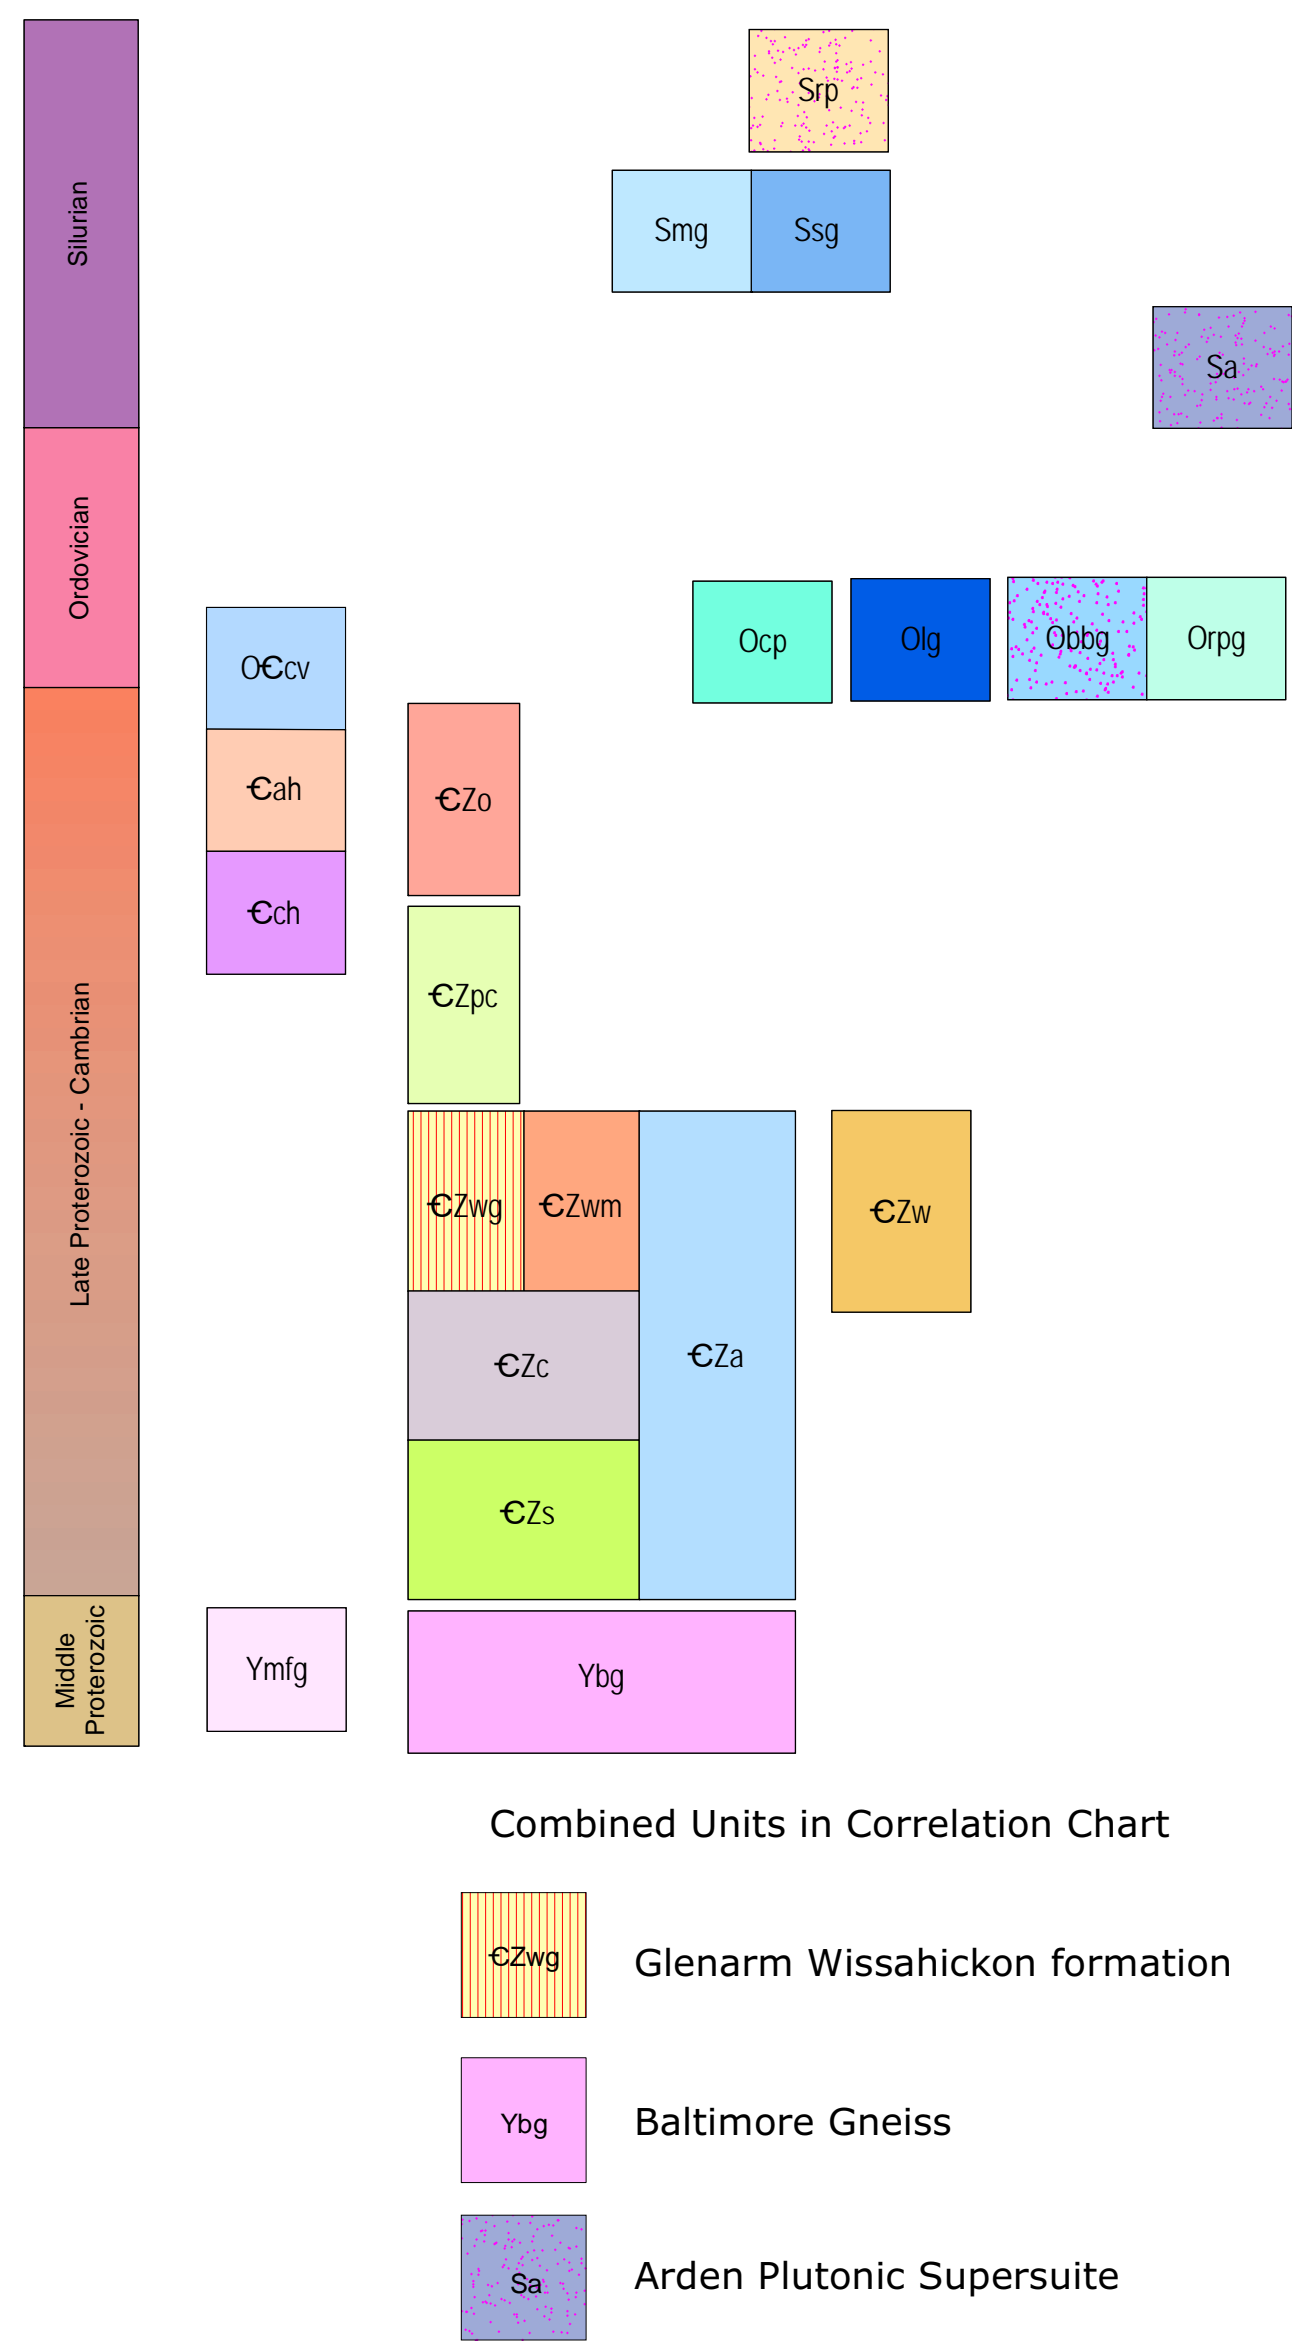 Silurian
Srp
Smg
Ssg
Sa
Ordovician
O€cv
Ocp
Olg
Obbg
Orpg
Late Proterozoic - Cambrian
€ah
€Zo
€ch
€Zpc
€Zwg
€Zwm
€Zw
€Za
€Zc
€Zs
Middle
Proterozoic
Ymfg
Ybg
Combined Units in Correlation Chart
€Zwg
Glenarm Wissahickon formation
Ybg
Baltimore Gneiss
Sa
Arden Plutonic Supersuite